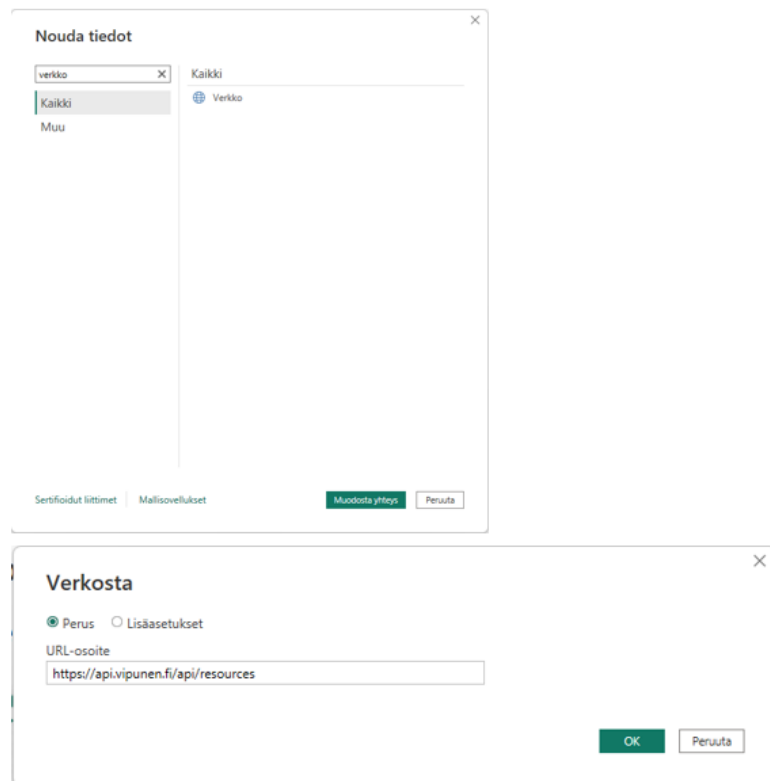 Nouda tiedot
verkko
Kaikki
Muu
Kaikki
Verkko
Sertifioidut liittimet
Mallisovellukset
Muodosta yhteys
Peruuta
Verkosta
Perus
Lisäasetukset
URL-osoite
https://api.vipunen.fi/api/resources
OK
Peruuta